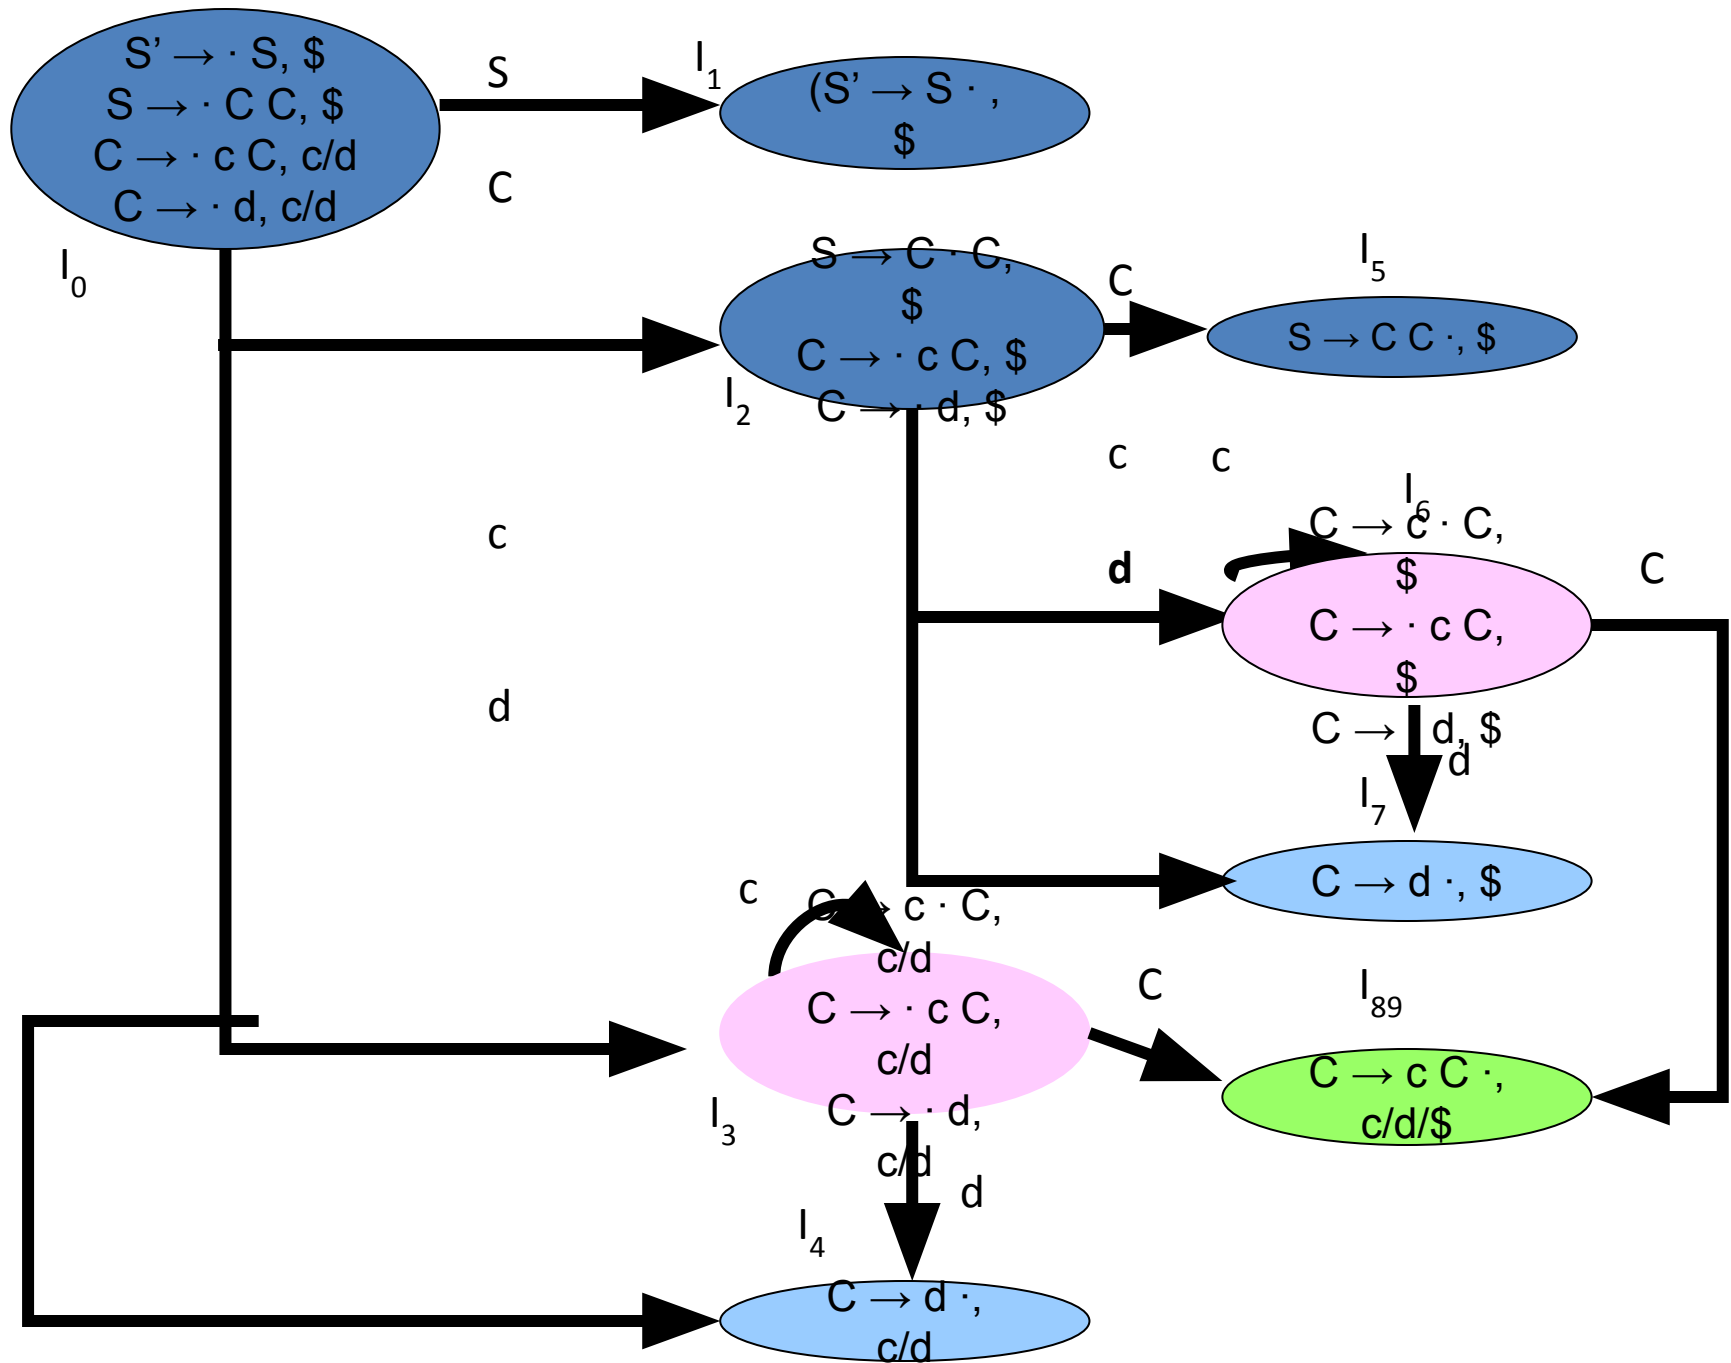 S’ → · S, $
S → · C C, $
C → · c C, c/d
C → · d, c/d
I0
S
C
c
d
I1
(S’ → S · ,
$
S → C · C,
$
C → · c C, $
C → · d, $
I2
C
I5
S → C C ·, $
c
c
d
I6
C → c · C,
$
C → · c C,
$
C → · d, $
C
d
I7
C → d ·, $
c
C → c · C,
c/d
C → · c C,
c/d
C → · d,
c/d
I3
C
I89
C → c C ·,
c/d/$
d
I4
C → d ·,
c/d